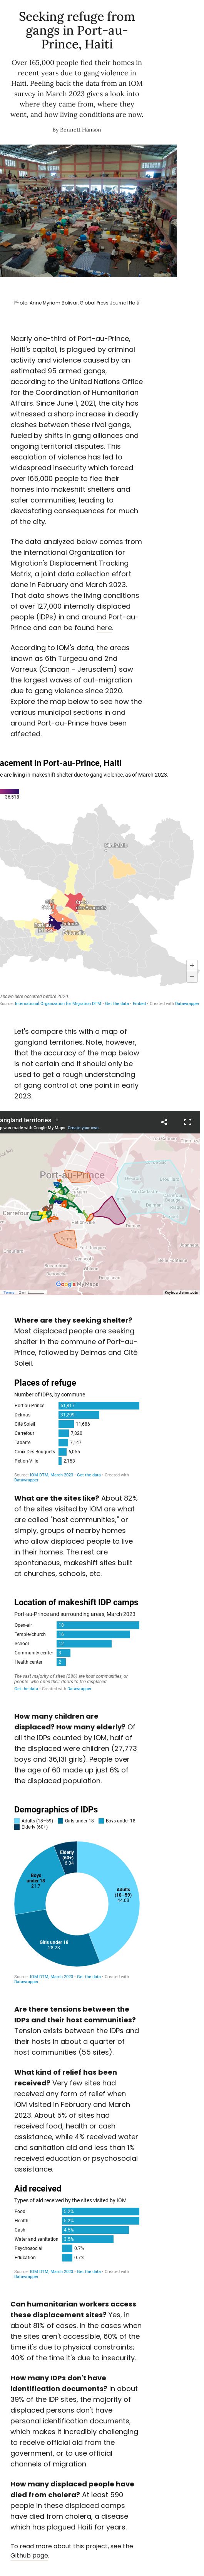 Seeking refuge from
gangs in Port-au-
Prince, Haiti
Over 165,000 people fled their homes in
recent years due to gang violence in
Haiti. Peeling back the data from an IOM
survey in March 2023 gives a look into
where they came from, where they
went, and how living conditions are now.
By Bennett Hanson
Photo: Anne Myriam Bolivar, Global Press Journal Haiti
Nearly one-third of Port-au-Prince,
Haiti's capital, is plagued by criminal
activity and violence caused by an
estimated 95 armed gangs,
according to the United Nations Office
for the Coordination of Humanitarian
Affairs. Since June 1, 2021, the city has
witnessed a sharp increase in deadly
clashes between these rival gangs,
fueled by shifts in gang alliances and
ongoing territorial disputes. This
escalation of violence has led to
widespread insecurity which forced
over 165,000 people to flee their
homes into makeshift shelters and
safer communities, leading to
devastating consequences for much
of the city.
The data analyzed below comes from
the International Organization for
Migration's Displacement Tracking
Matrix, a joint data collection effort
done in February and March 2023.
That data shows the living conditions
of over 127,000 internally displaced
people (IDPs) in and around Port-au-
Prince and can be found here.
According to IOM's data, the areas
known as 6th Turgeau and 2nd
Varreux (Canaan - Jerusalem) saw
the largest waves of out-migration
due to gang violence since 2020.
Explore the map below to see how the
various municipal sections in and
around Port-au-Prince have been
affected.
acement in Port-au-Prince, Haiti
e are living in makeshift shelter due to gang violence, as of March 2023.
36,518
Mirebalais
shown here occurred before 2020.
Source: International Organization for Migration DTM - Get the data - Embed - Created with Datawrapper
Let's compare this with a map of
gangland territories. Note, however,
that the accuracy of the map below
is not certain and it should only be
used to get a rough understanding
of gang control at one point in early
2023.
angland territories
p was made with Google My Maps. Create your own.
Port-au-Prince
Carrefour
Google My Maps
Terms
Keyboard shortcuts
Where are they seeking shelter?
Most displaced people are seeking
shelter in the commune of Port-au-
Prince, followed by Delmas and Cité
Soleil.
Places of refuge
Number of IDPs, by commune
Port-au-Prince 61,817
Delmas 31,299
Cité Soleil 11,686
Carrefour 7,820
Tabarre 7,147
Croix-Des-Bouquets 6,055
Pétion-Ville 2,153
Source: IOM DTM, March 2023 - Get the data - Created with
Datawrapper
What are the sites like? About 82%
of the sites visited by IOM are what
are called "host communities," or
simply, groups of nearby homes
who allow displaced people to live
in their homes. The rest are
spontaneous, makeshift sites built
at churches, schools, etc.
Location of makeshift IDP camps
Port-au-Prince and surrounding areas, March 2023
Open-air
Temple/church
School 12
Community center
Health center
The vast majority of sites (286) are host communities, or
people who open their doors to the displaced
Get the data - Created with Datawrapper
How many children are
displaced? How many elderly? Of
all the IDPs counted by IOM, half of
the displaced were children (27,773
boys and 36,131 girls). People over
the age of 60 made up just 6% of
the displaced population.
Demographics of IDPs
Adults (18–59) Girls under 18 Boys under 18
Elderly (60+)
Elderly
(60+)
6.04
Boys
under 18
21.7
Adults
(18–59)
44.03
Girls under 18
28.23
Source: IOM DTM, March 2023 - Get the data - Created with
Datawrapper
Are there tensions between the
IDPs and their host communities?
Tension exists between the IDPs and
their hosts in about a quarter of
host communities (55 sites).
What kind of relief has been
received? Very few sites had
received any form of relief when
IOM visited in February and March
2023. About 5% of sites had
received food, health or cash
assistance, while 4% received water
and sanitation aid and less than 1%
received education or psychosocial
assistance.
Aid received
Types of aid received by the sites visited by IOM
Food 5.2%
Health 5.2%
Cash 4.5%
Water and sanitation 3.5%
Psychosocial 0.7%
Education 0.7%
Source: IOM DTM, March 2023 - Get the data - Created with
Datawrapper
Can humanitarian workers access
these displacement sites? Yes, in
about 81% of cases. In the cases when
the sites aren't accessible, 60% of the
time it's due to physical constraints;
40% of the time it's due to insecurity.
How many IDPs don't have
identification documents? In about
39% of the IDP sites, the majority of
displaced persons don't have
personal identification documents,
which makes it incredibly challenging
to receive official aid from the
government, or to use official
channels of migration.
How many displaced people have
died from cholera? At least 590
people in these displaced camps
have died from cholera, a disease
which has plagued Haiti for years.
To read more about this project, see the
Github page.